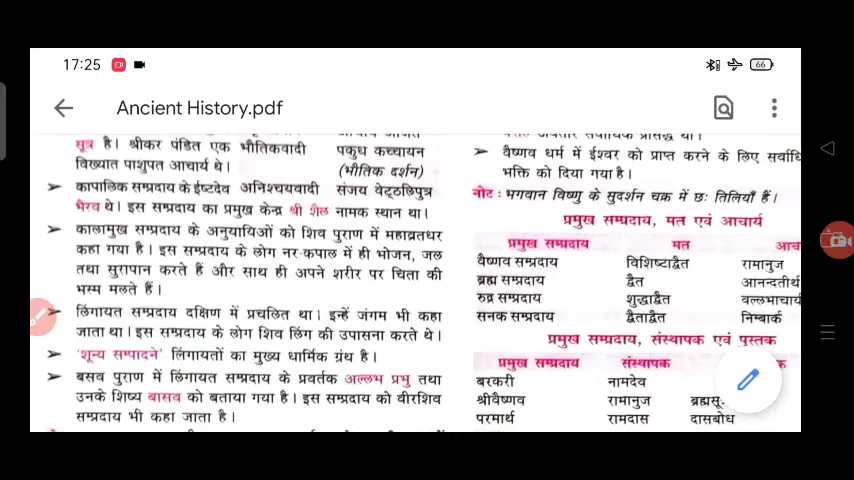 17:25
66
Ancient History.pdf
सूत्र है। श्रीकर पंडित एक भौतिकवादी
विख्यात पाशुपत आचार्य थे।
पकुध कच्चायन
(भौतिक दर्शन)
➢ कापालिक सम्प्रदाय के ईष्टदेव अनिश्चयवादी संजय वेट्ठलिपुत्र
भैरव थे। इस सम्प्रदाय का प्रमुख केन्द्र श्री शैल नामक स्थान था।
➢ कालामुख सम्प्रदाय के अनुयायिओं को शिव पुराण में महाव्रतधर
कहा गया है। इस सम्प्रदाय के लोग नर-कपाल में ही भोजन, जल
तथा सुरापान करते हैं और साथ ही अपने शरीर पर चिता की
भस्म मलते हैं।
लिंगायत सम्प्रदाय दक्षिण में प्रचलित था। इन्हें जंगम भी कहा
जाता था। इस सम्प्रदाय के लोग शिव लिंग की उपासना करते थे।
➢ 'शून्य सम्पादने' लिंगायतों का मुख्य धार्मिक ग्रंथ है।
➢ बसव पुराण में लिंगायत सम्प्रदाय के प्रवर्तक अल्लभ प्रभु तथा
उनके शिष्य बासव को बताया गया है। इस सम्प्रदाय को वीरशिव
सम्प्रदाय भी कहा जाता है।
➢ वैष्णव धर्म में ईश्वर को प्राप्त करने के लिए सर्वाधि
भक्ति को दिया गया है।
नोट : भगवान विष्णु के सुदर्शन चक्र में छः तिलियाँ हैं।
प्रमुख सम्प्रदाय, मत एवं आचार्य
प्रमुख सम्प्रदाय मत आच
वैष्णव सम्प्रदाय विशिष्टाद्वैत रामानुज
ब्रह्म सम्प्रदाय द्वैत आनन्दतीर्थ
रुद्र सम्प्रदाय शुद्धाद्वैत वल्लभाचार्य
सनक सम्प्रदाय द्वैताद्वैत निम्बार्क
प्रमुख सम्प्रदाय, संस्थापक एवं पुस्तक
प्रमुख सम्प्रदाय संस्थापक क
बरकरी नामदेव
श्रीवैष्णव रामानुज ब्रह्मसू
परमार्थ रामदास दासबोध